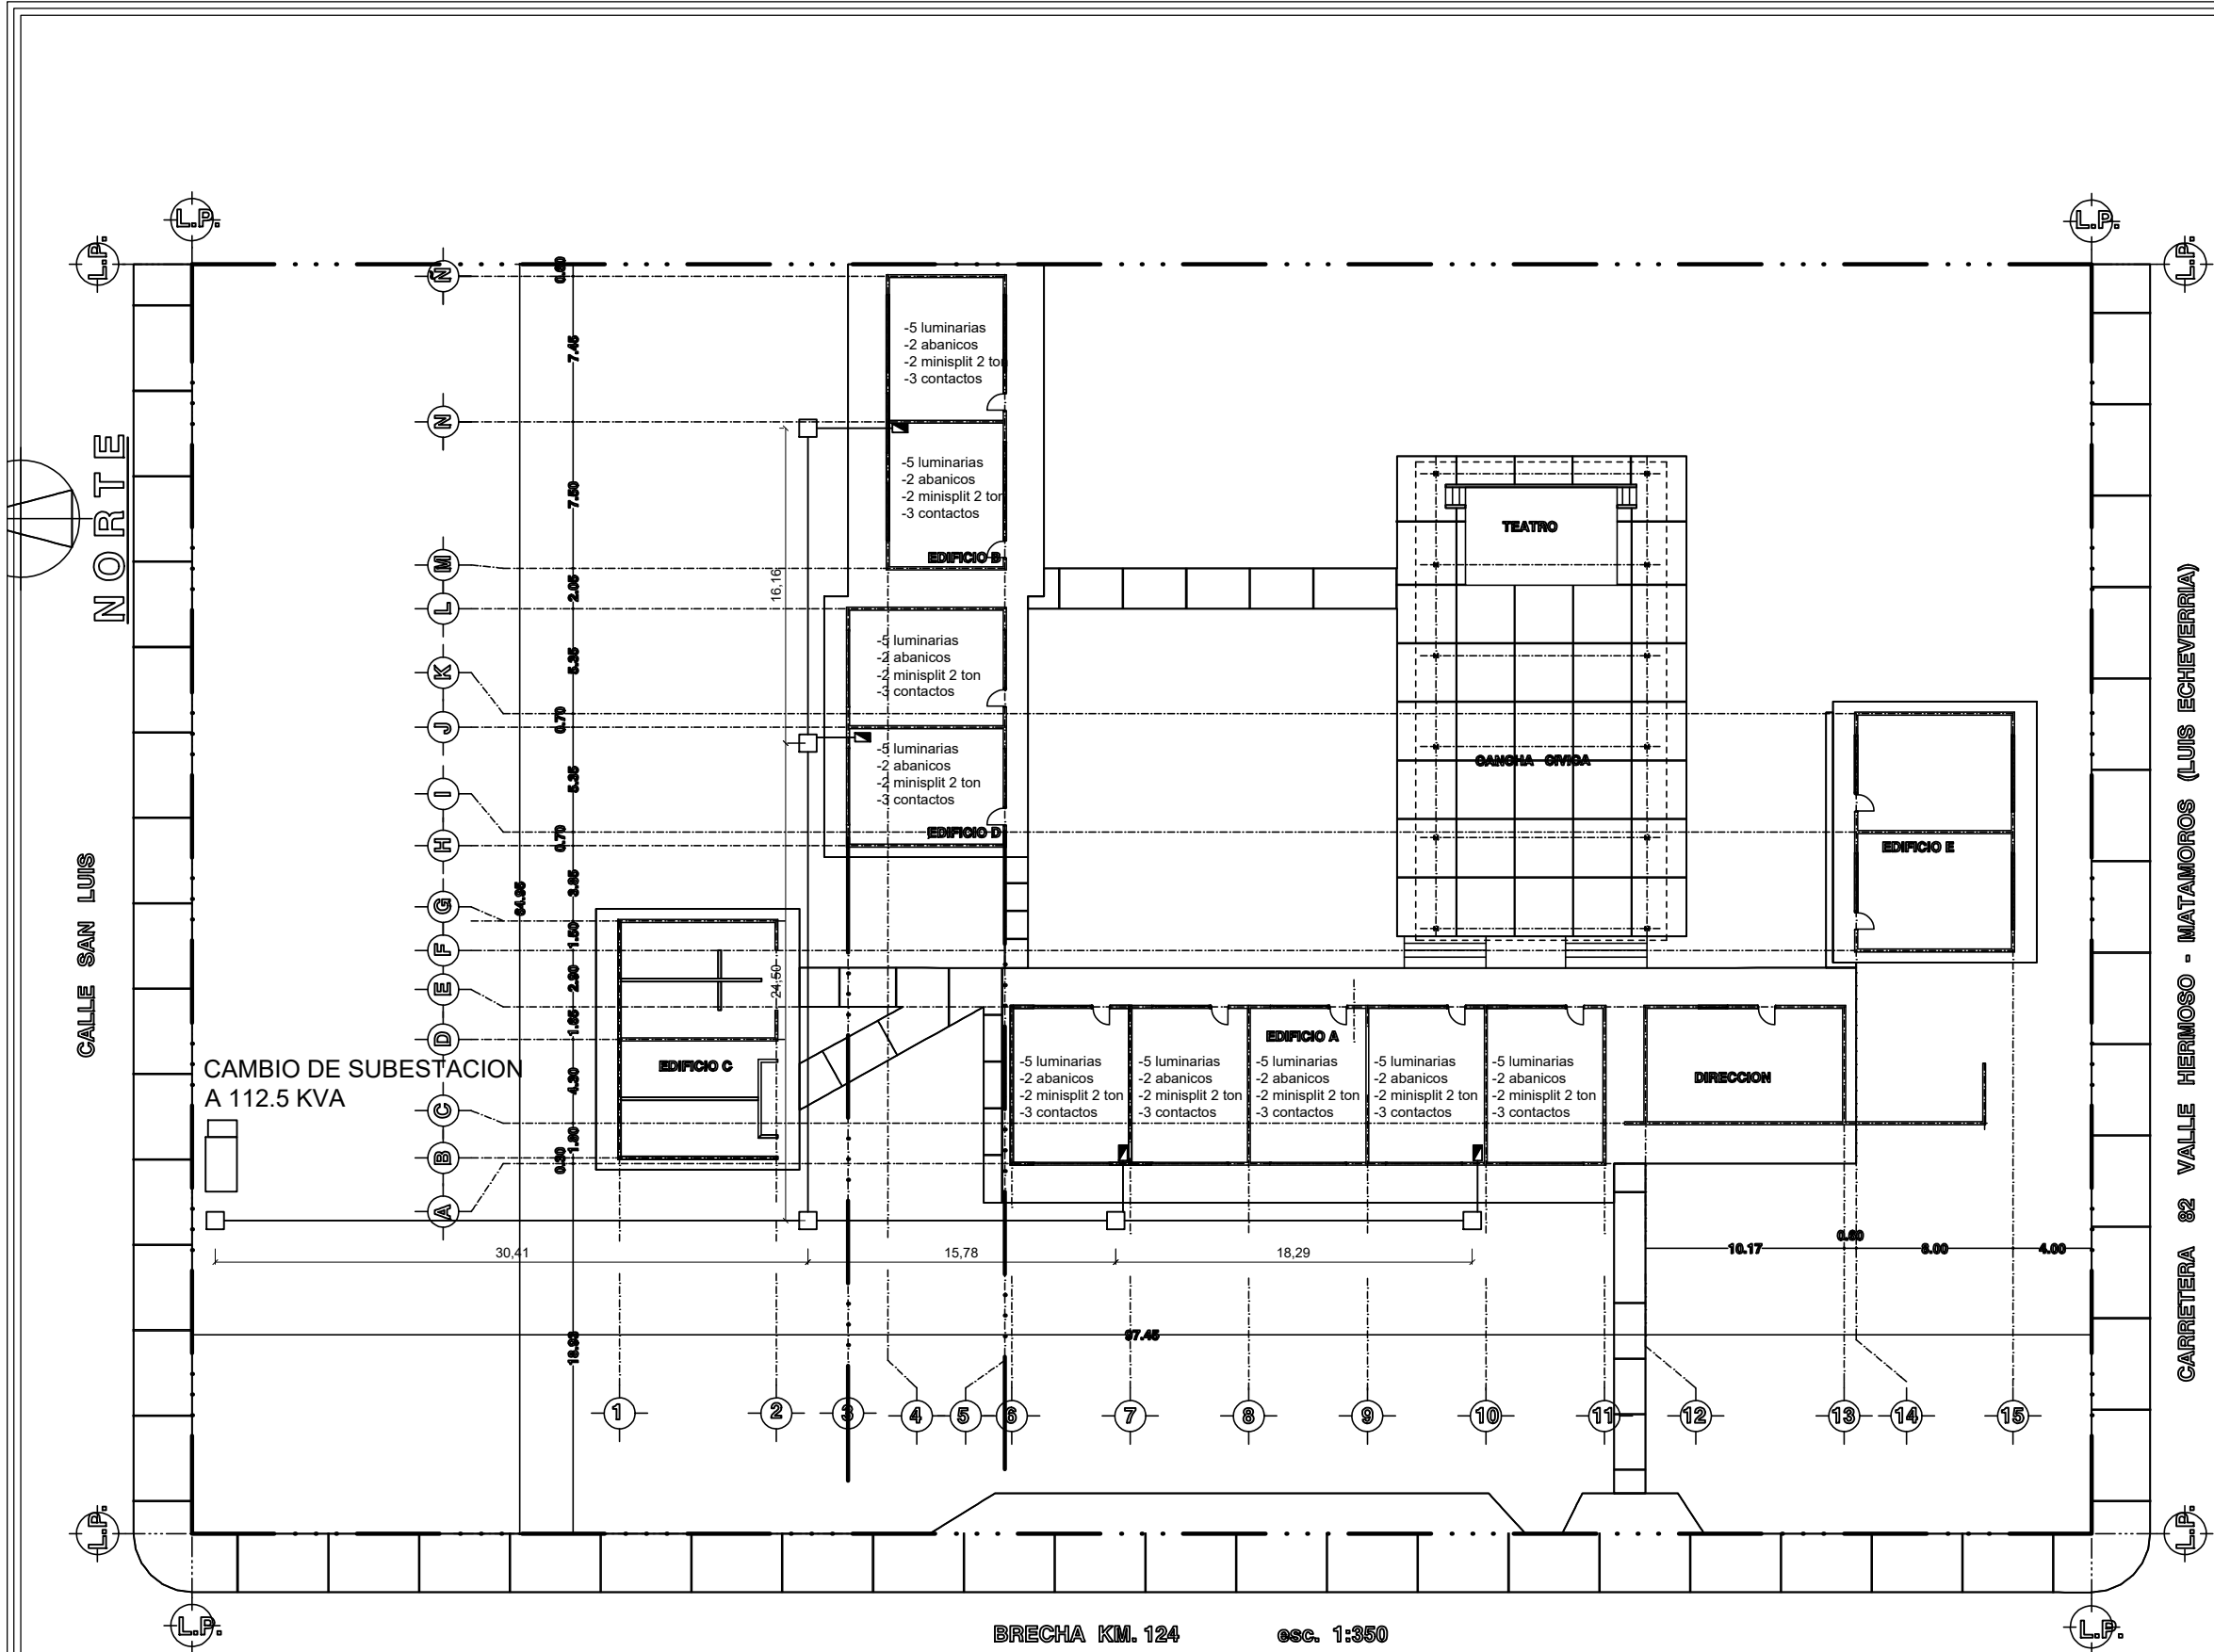 L.P.
L.P.
L.P.
L.P.
Ñ
0.60
-5 luminarias
-2 abanicos
-2 minisplit 2 ton
-3 contactos
7.45
N
NORTE
-5 luminarias
-2 abanicos
-2 minisplit 2 ton
-3 contactos
7.50
TEATRO
EDIFICIO B
M
2.05
16,16
L
-5 luminarias
-2 abanicos
-2 minisplit 2 ton
-3 contactos
5.35
K
0.70
J
-5 luminarias
-2 abanicos
-2 minisplit 2 ton
-3 contactos
CANCHA CIVICA
5.35
I
EDIFICIO D
0.70
H
EDIFICIO E
CALLE SAN LUIS
CARRETERA 82 VALLE HERMOSO - MATAMOROS (LUIS ECHEVERRIA)
64.95
3.85
G
1.50
F
2.90
E
24,50
1.65
D
EDIFICIO A
CAMBIO DE SUBESTACION
A 112.5 KVA
EDIFICIO C
4.30
-5 luminarias
-2 abanicos
-2 minisplit 2 ton
-3 contactos
-5 luminarias
-2 abanicos
-2 minisplit 2 ton
-3 contactos
-5 luminarias
-2 abanicos
-2 minisplit 2 ton
-3 contactos
-5 luminarias
-2 abanicos
-2 minisplit 2 ton
-3 contactos
-5 luminarias
-2 abanicos
-2 minisplit 2 ton
-3 contactos
DIRECCION
C
1.80
B
0.30
A
30,41
15,78
18,29
10.17
0.60
8.00
4.00
97.45
18.93
1
2
3
4
5
6
7
8
9
10
11
12
13
14
15
L.P.
L.P.
L.P.
L.P.
BRECHA KM. 124
esc. 1:350